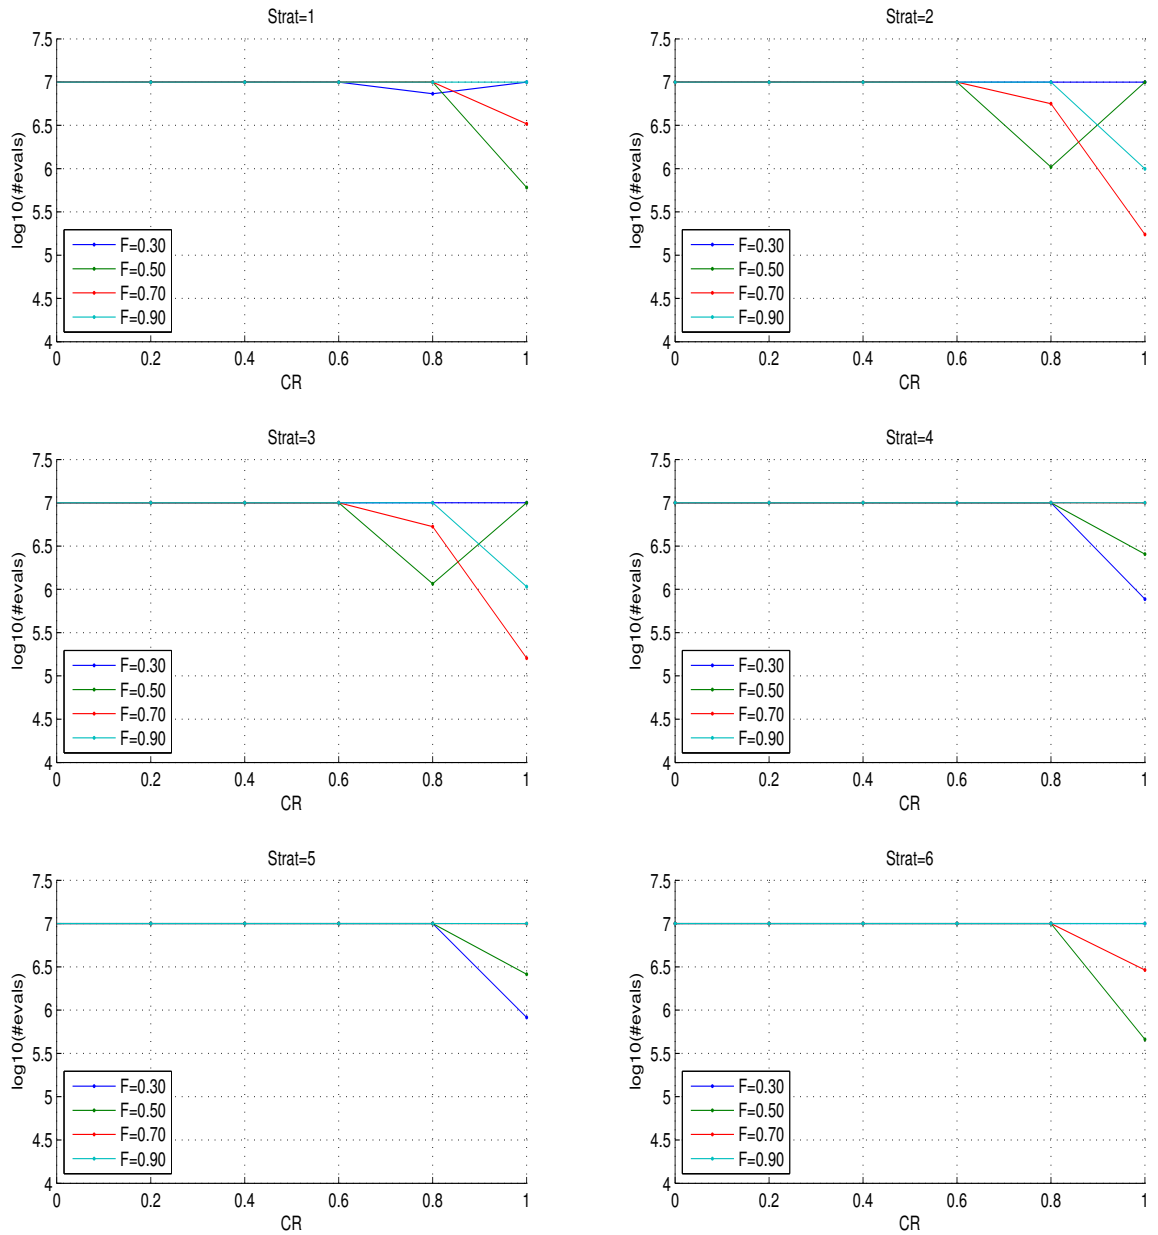 Strat=1
7.5
7
6.5
6
5.5
5
4.5
4
log10(#evals)
F=0.30
F=0.50
F=0.70
F=0.90
0 0.2 0.4 0.6 0.8 1
CR
Strat=2
7.5
7
6.5
6
5.5
5
4.5
4
log10(#evals)
F=0.30
F=0.50
F=0.70
F=0.90
0 0.2 0.4 0.6 0.8 1
CR
Strat=3
7.5
7
6.5
6
5.5
5
4.5
4
log10(#evals)
F=0.30
F=0.50
F=0.70
F=0.90
0 0.2 0.4 0.6 0.8 1
CR
Strat=4
7.5
7
6.5
6
5.5
5
4.5
4
log10(#evals)
F=0.30
F=0.50
F=0.70
F=0.90
0 0.2 0.4 0.6 0.8 1
CR
Strat=5
7.5
7
6.5
6
5.5
5
4.5
4
log10(#evals)
F=0.30
F=0.50
F=0.70
F=0.90
0 0.2 0.4 0.6 0.8 1
CR
Strat=6
7.5
7
6.5
6
5.5
5
4.5
4
log10(#evals)
F=0.30
F=0.50
F=0.70
F=0.90
0 0.2 0.4 0.6 0.8 1
CR